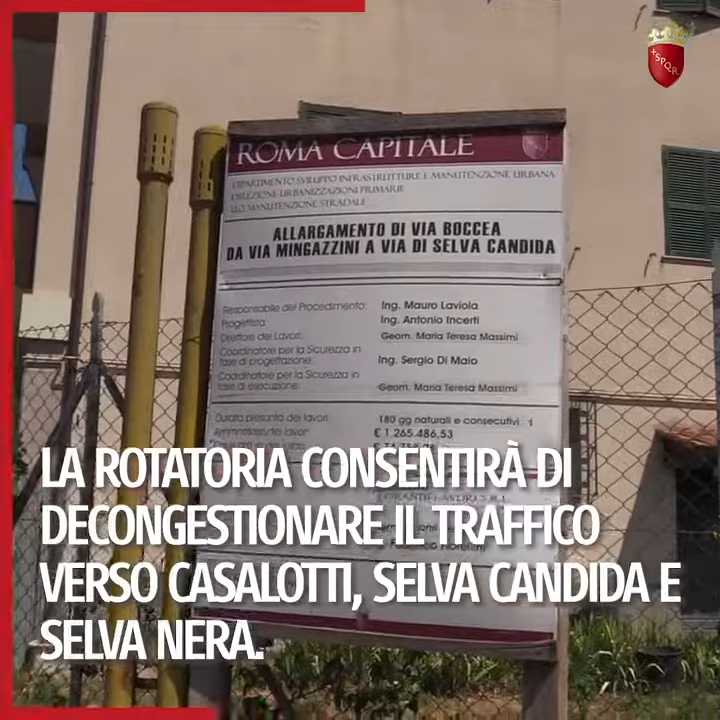 SPQR
ROMA CAPITALE
DIPARTIMENTO SVILUPPO INFRASTRUTTURE E MANUTENZIONE URBANA
DIREZIONE URBANIZZAZIONI PRIMARIE
U.O. MANUTENZIONE STRADALE
ALLARGAMENTO DI VIA BOCCEA
DA VIA MINGAZZINI A VIA DI SELVA CANDIDA
Responsabile del Procedimento: Ing. Mauro Laviola
Progettista: Ing. Antonio Incerti
Direttore dei Lavori: Geom. Maria Teresa Massimi
Coordinatore per la Sicurezza in
fase di progettazione: Ing. Sergio Di Maio
Coordinatore per la Sicurezza in
fase di esecuzione: Geom. Maria Teresa Massimi
Durata presunta dei lavori: 180 gg naturali e consecutivi
Ammontare dei lavori: € 1.265.486,53
LA ROTATORIA CONSENTIRÀ DI
DECONGESTIONARE IL TRAFFICO
VERSO CASALOTTI, SELVA CANDIDA E
SELVA NERA.